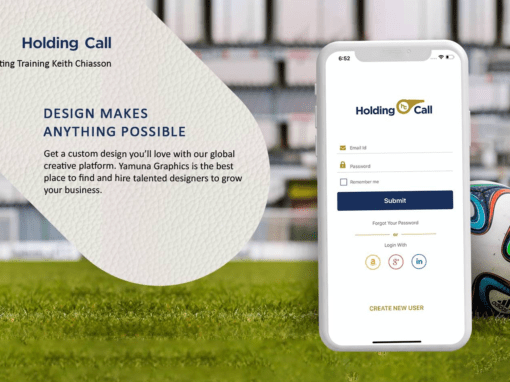 Holding Call
ting Training Keith Chiasson
DESIGN MAKES
ANYTHING POSSIBLE
Get a custom design you'll love with our global
creative platform. Yamuna Graphics is the best
place to find and hire talented designers to grow
your business.
6:52
Holding Call
Email Id
Password
Remember me
Submit
Forgot Your Password
or
Login With
a
g+
in
CREATE NEW USER